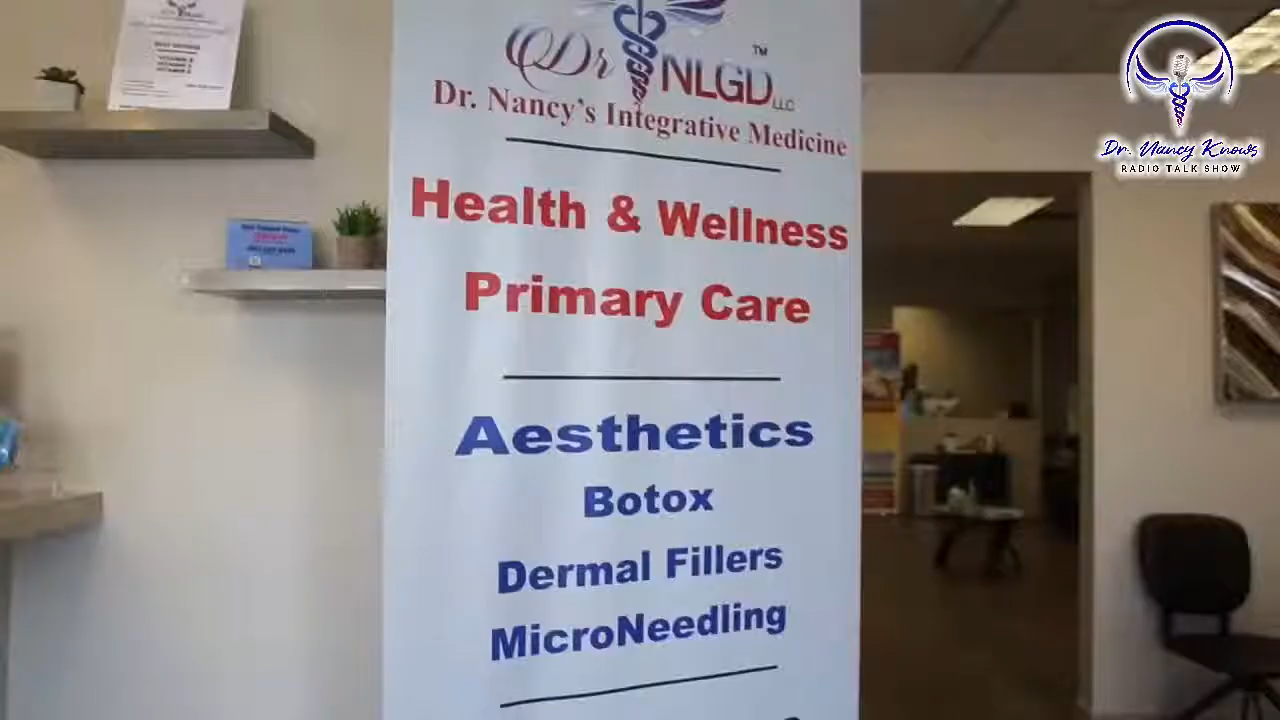 Dr NLGD LLC ™
Dr. Nancy's Integrative Medicine
Health & Wellness
Primary Care
Aesthetics
Botox
Dermal Fillers
MicroNeedling
Dr. Nancy Knows
RADIO TALK SHOW